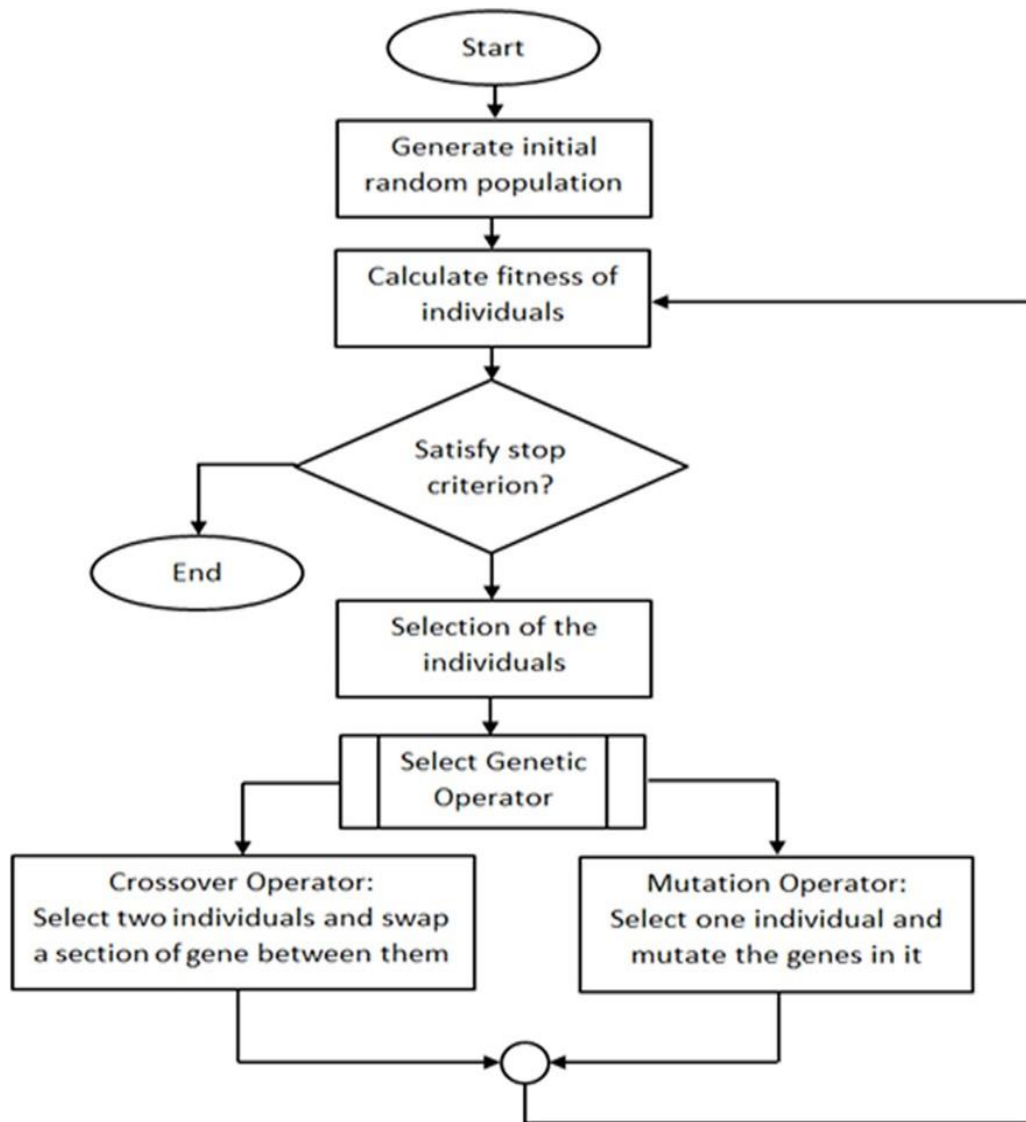 Start
Generate initial
random population
Calculate fitness of
individuals
Satisfy stop
criterion?
End
Selection of the
individuals
Select Genetic
Operator
Crossover Operator:
Select two individuals and swap
a section of gene between them
Mutation Operator:
Select one individual and
mutate the genes in it